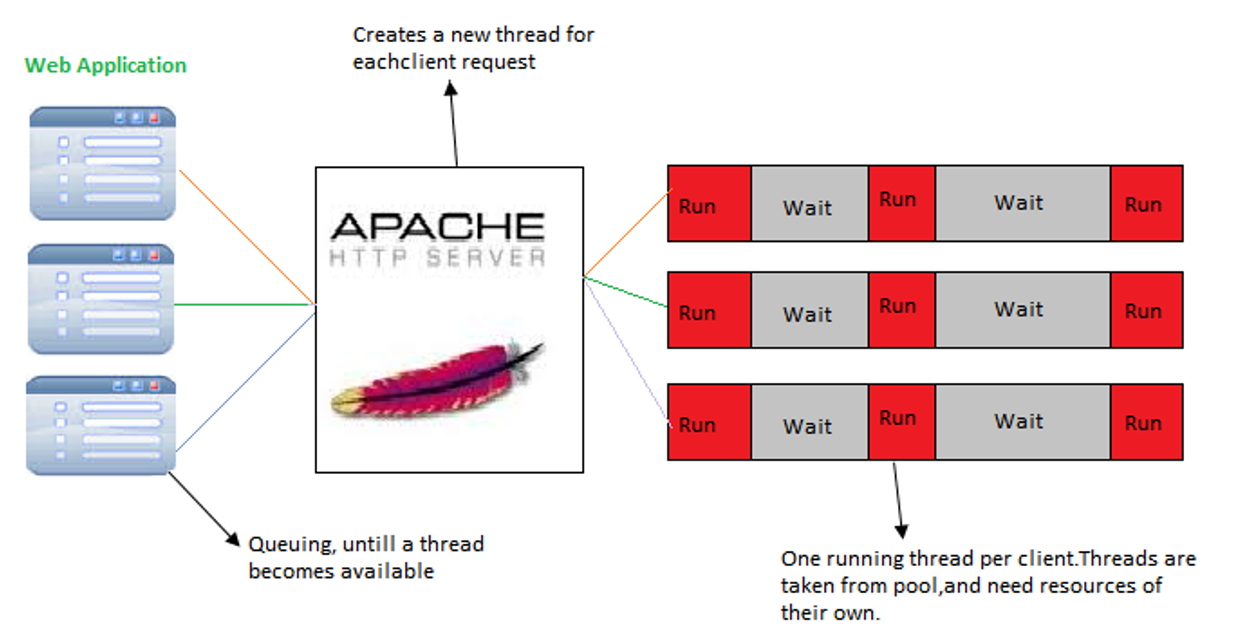 Creates a new thread for
eachclient request
Web Application
APACHE
HTTP SERVER
Run Wait Run Wait Run
Run Wait Run Wait Run
Run Wait Run Wait Run
Queuing, untill a thread
becomes available
One running thread per client.Threads are
taken from pool,and need resources of
their own.